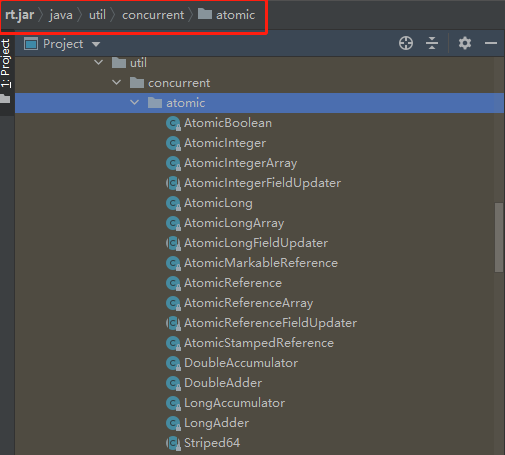 rt.jar java util concurrent atomic
1: Project
Project
util
concurrent
atomic
AtomicBoolean
AtomicInteger
AtomicIntegerArray
AtomicIntegerFieldUpdater
AtomicLong
AtomicLongArray
AtomicLongFieldUpdater
AtomicMarkableReference
AtomicReference
AtomicReferenceArray
AtomicReferenceFieldUpdater
AtomicStampedReference
DoubleAccumulator
DoubleAdder
LongAccumulator
LongAdder
Striped64